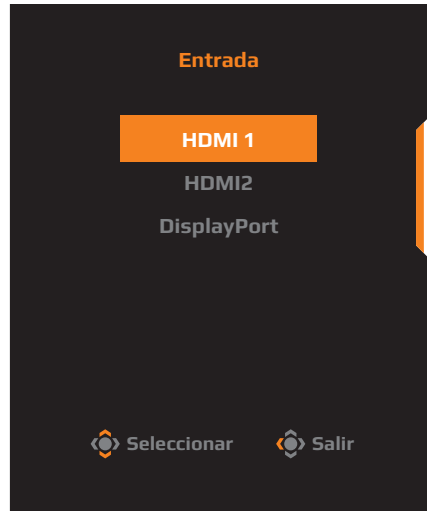 Entrada
HDMI 1
HDMI2
DisplayPort
Seleccionar Salir